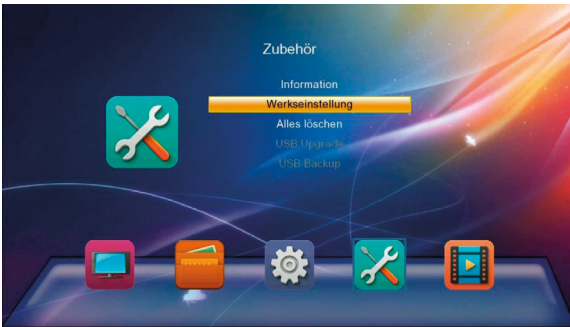 Zubehör
Information
Werkseinstellung
Alles löschen
USB Upgrade
USB Backup